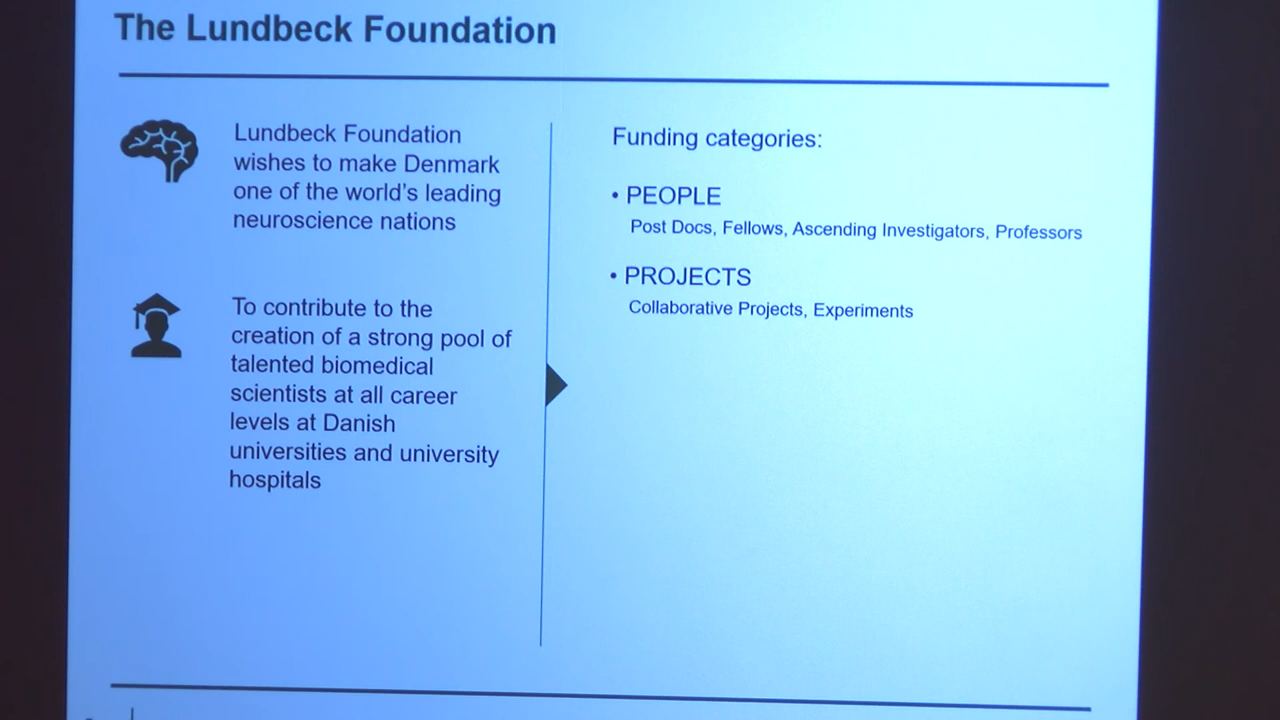 The Lundbeck Foundation
Lundbeck Foundation
wishes to make Denmark
one of the world's leading
neuroscience nations
To contribute to the
creation of a strong pool of
talented biomedical
scientists at all career
levels at Danish
universities and university
hospitals
Funding categories:
• PEOPLE
Post Docs, Fellows, Ascending Investigators, Professors
• PROJECTS
Collaborative Projects, Experiments